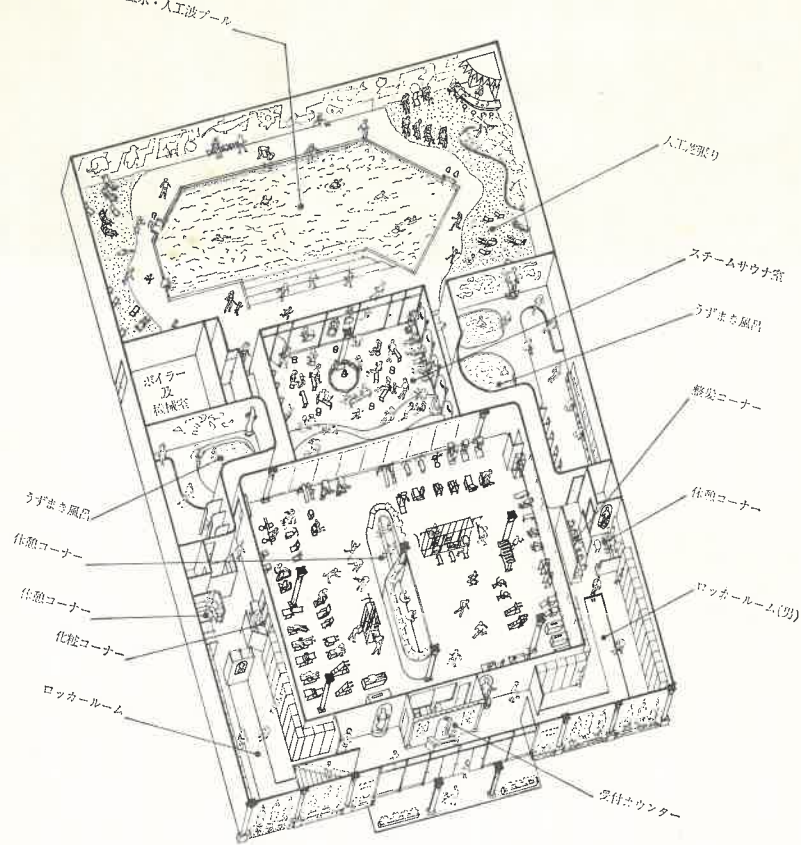 ・人工波プール
人工芝張り
スチームサウナ室
うずまき風呂
整髪コーナー
休憩コーナー
ロッカールーム(男)
受付カウンター
ボイラー
及
機械室
うずまき風呂
休憩コーナー
休憩コーナー
化粧コーナー
ロッカールーム